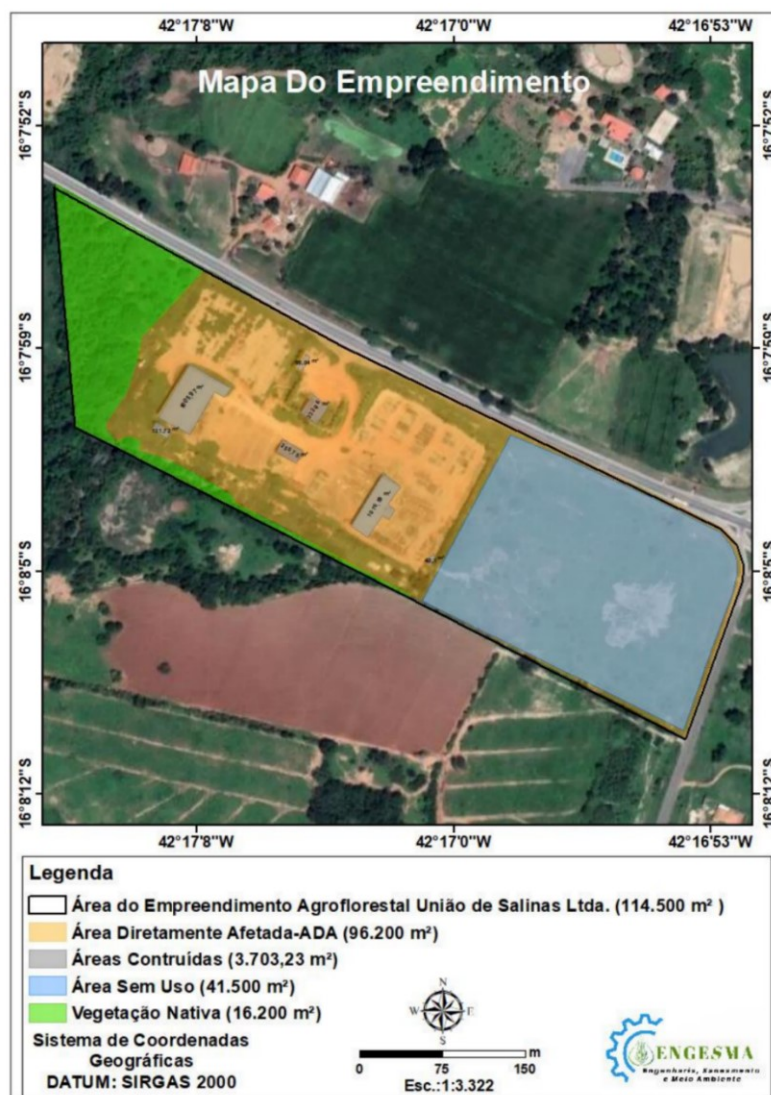 42°17'8"W 42°17'0"W 42°16'53"W
Mapa Do Empreendimento
16°7'52"S 16°7'52"S
16°7'59"S 16°7'59"S
16°8'5"S 16°8'5"S
16°8'12"S 16°8'12"S
42°17'8"W 42°17'0"W 42°16'53"W
Legenda
Área do Empreendimento Agroflorestal União de Salinas Ltda. (114.500 m² )
Área Diretamente Afetada-ADA (96.200 m²)
Áreas Contruídas (3.703,23 m²)
Área Sem Uso (41.500 m²)
Vegetação Nativa (16.200 m²)
Sistema de Coordenadas
Geográficas
DATUM: SIRGAS 2000
N
W E
S
0 75 150 m
Esc.:1:3.322
ENGESMA
Engenharia, Saneamento
e Meio Ambiente